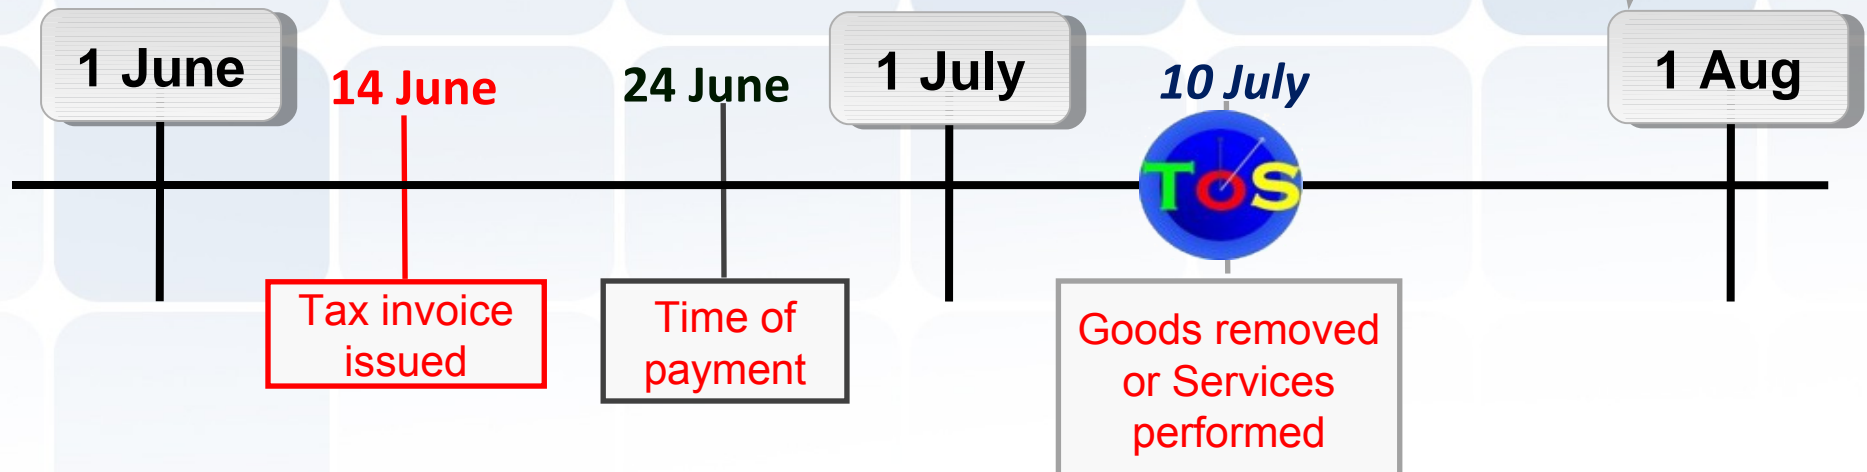 1 June
14 June
24 June
1 July
10 July
1 Aug
ToS
Tax invoice
issued
Time of
payment
Goods removed
or Services
performed